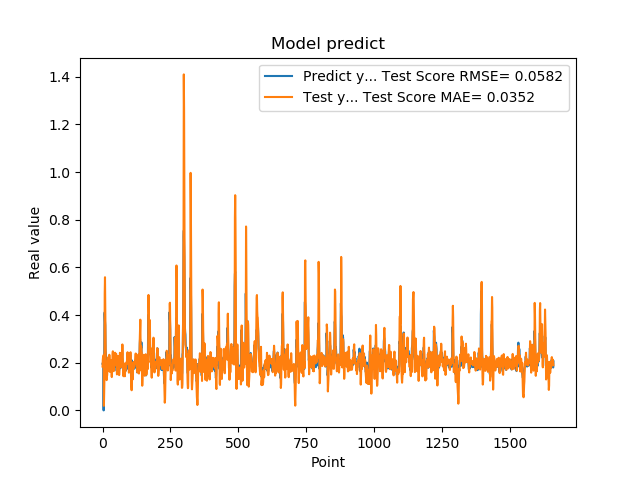 Model predict
Predict y... Test Score RMSE= 0.0582
Test y... Test Score MAE= 0.0352
1.4
1.2
1.0
0.8
0.6
0.4
0.2
0.0
Real value
0 250 500 750 1000 1250 1500
Point